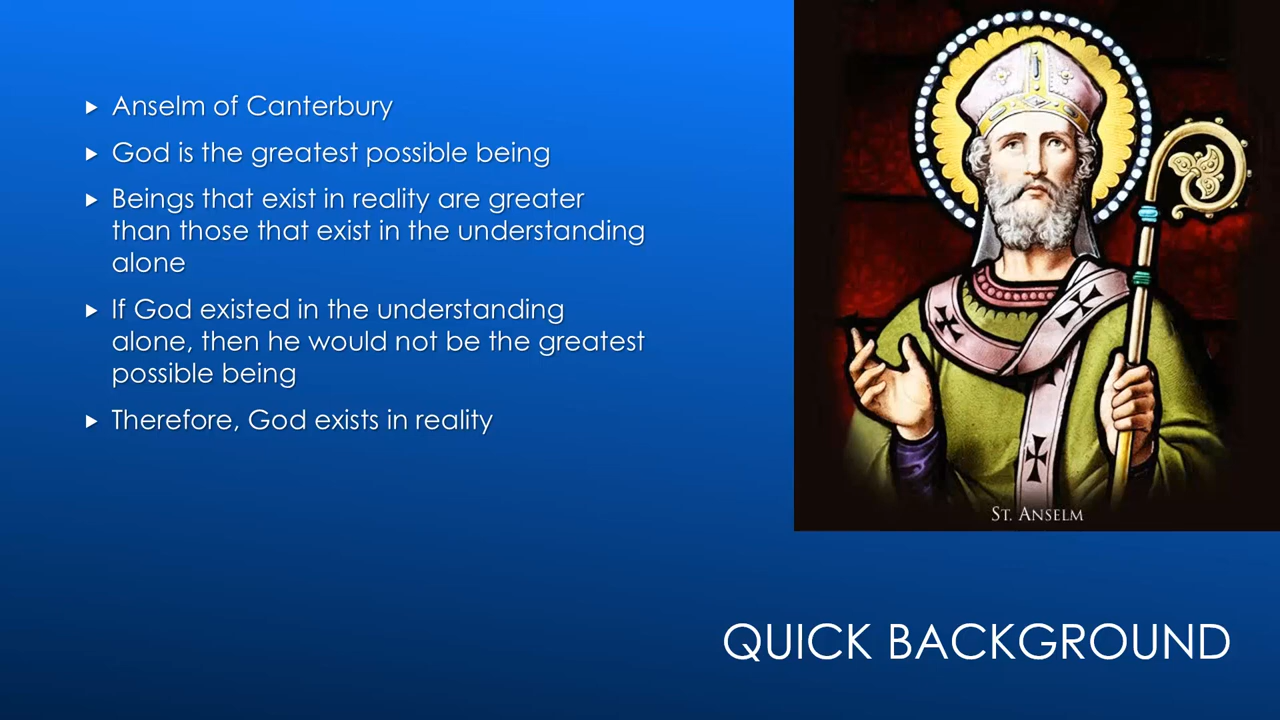 Anselm of Canterbury
God is the greatest possible being
Beings that exist in reality are greater
than those that exist in the understanding
alone
If God existed in the understanding
alone, then he would not be the greatest
possible being
Therefore, God exists in reality
St. Anselm
QUICK BACKGROUND